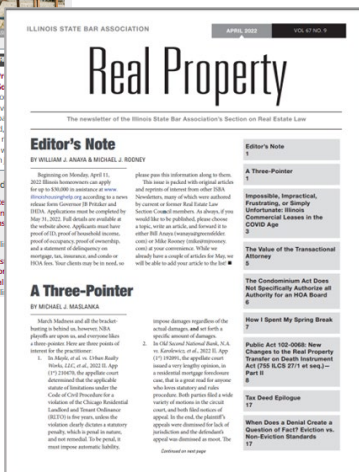 ILLINOIS STATE BAR ASSOCIATION
APRIL 2022
VOL 67 NO. 9
Real Property
The newsletter of the Illinois State Bar Association's Section on Real Estate Law
Editor's Note
BY WILLIAM J. ANAYA & MICHAEL J. ROONEY
Beginning on Monday, April 11,
2022 Illinois homeowners can apply
for up to $30,000 in assistance at www.
illinoishousinghelp.org according to a news
release form Governor JB Pritzker and
IHDA. Applications must be completed by
May 31, 2022. Full details are available at
the website above. Applicants must have
proof of ID, proof of household income,
proof of occupancy, proof of ownership,
and a statement of delinquency on
mortgage, tax, insurance, and condo or
HOA fees. Your clients may be in need, so
please pass this information along to them.
This issue is packed with original articles
and reprints of interest from other ISBA
Newsletters, many of which were authored
by current or former Real Estate Law
Section Council members. As always, if you
would like to be published, please choose
a topic, write an article, and forward it to
either Bill Anaya
or Mike Rooney
at your convenience. While we
already have a couple of articles for May, we
will be able to add your article to the list!
A Three-Pointer
BY MICHAEL J. MASLANKA
March Madness and all the bracket-
busting is behind us, however, NBA
playoffs are upon us, and everyone likes
a three-pointer. Here are three points of
interest for the practitioner:
1. In Mayle, et al. vs. Urban Realty
Works, LLC, et al., 2022 IL App
(1st) 210470, the appellate court
determined that the applicable
statute of limitations under the
Code of Civil Procedure for a
violation of the Chicago Residential
Landlord and Tenant Ordinance
(RLTO) is five years, unless the
violation clearly dictates a statutory
penalty, which is penal in nature,
and not remedial. To be penal, it
must impose automatic liability,
impose damages regardless of the
actual damages, and set forth a
specific amount of damages.
2. In Old Second National Bank, N.A.
vs. Karolewicz, et al., 2022 IL App
(1st) 192091, the appellate court
issued a very lengthy opinion, in
a residential mortgage foreclosure
case, that is a great read for anyone
who loves statutory and rules
procedure. Both parties filed a wide
variety of motions in the circuit
court, and both filed notices of
appeal. In the end, the plaintiff's
appeals were dismissed for lack of
jurisdiction and the defendant's
appeal was dismissed as moot. The
Continued on next page
Editor's Note
1
A Three-Pointer
1
Impossible, Impractical,
Frustrating, or Simply
Unfortunate: Illinois
Commercial Leases in the
COVID Age
3
The Value of the Transactional
Attorney
5
The Condominium Act Does
Not Specifically Authorize all
Authority for an HOA Board
6
How I Spent My Spring Break
7
Public Act 102-0068: New
Changes to the Real Property
Transfer on Death Instrument
Act (755 ILCS 27/1 et seq.)—
Part II
8
Tax Deed Epilogue
17
When Does a Denial Create a
Question of Fact? Eviction vs.
Non-Eviction Standards
17